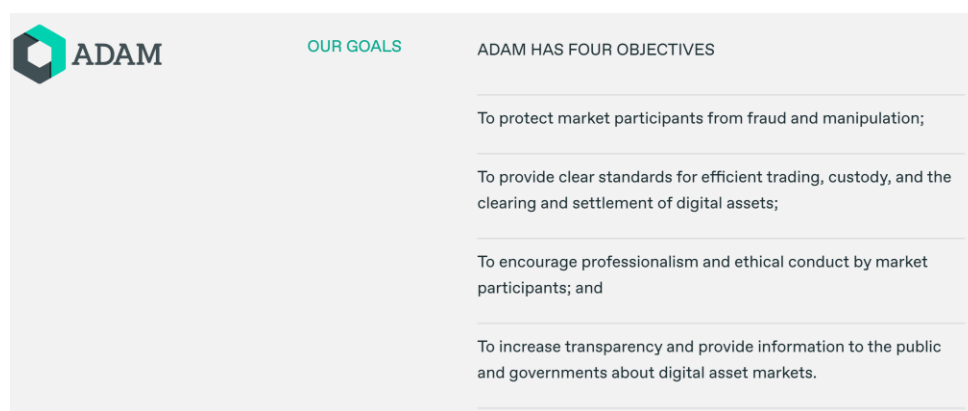 ADAM
OUR GOALS
ADAM HAS FOUR OBJECTIVES
To protect market participants from fraud and manipulation;
To provide clear standards for efficient trading, custody, and the
clearing and settlement of digital assets;
To encourage professionalism and ethical conduct by market
participants; and
To increase transparency and provide information to the public
and governments about digital asset markets.